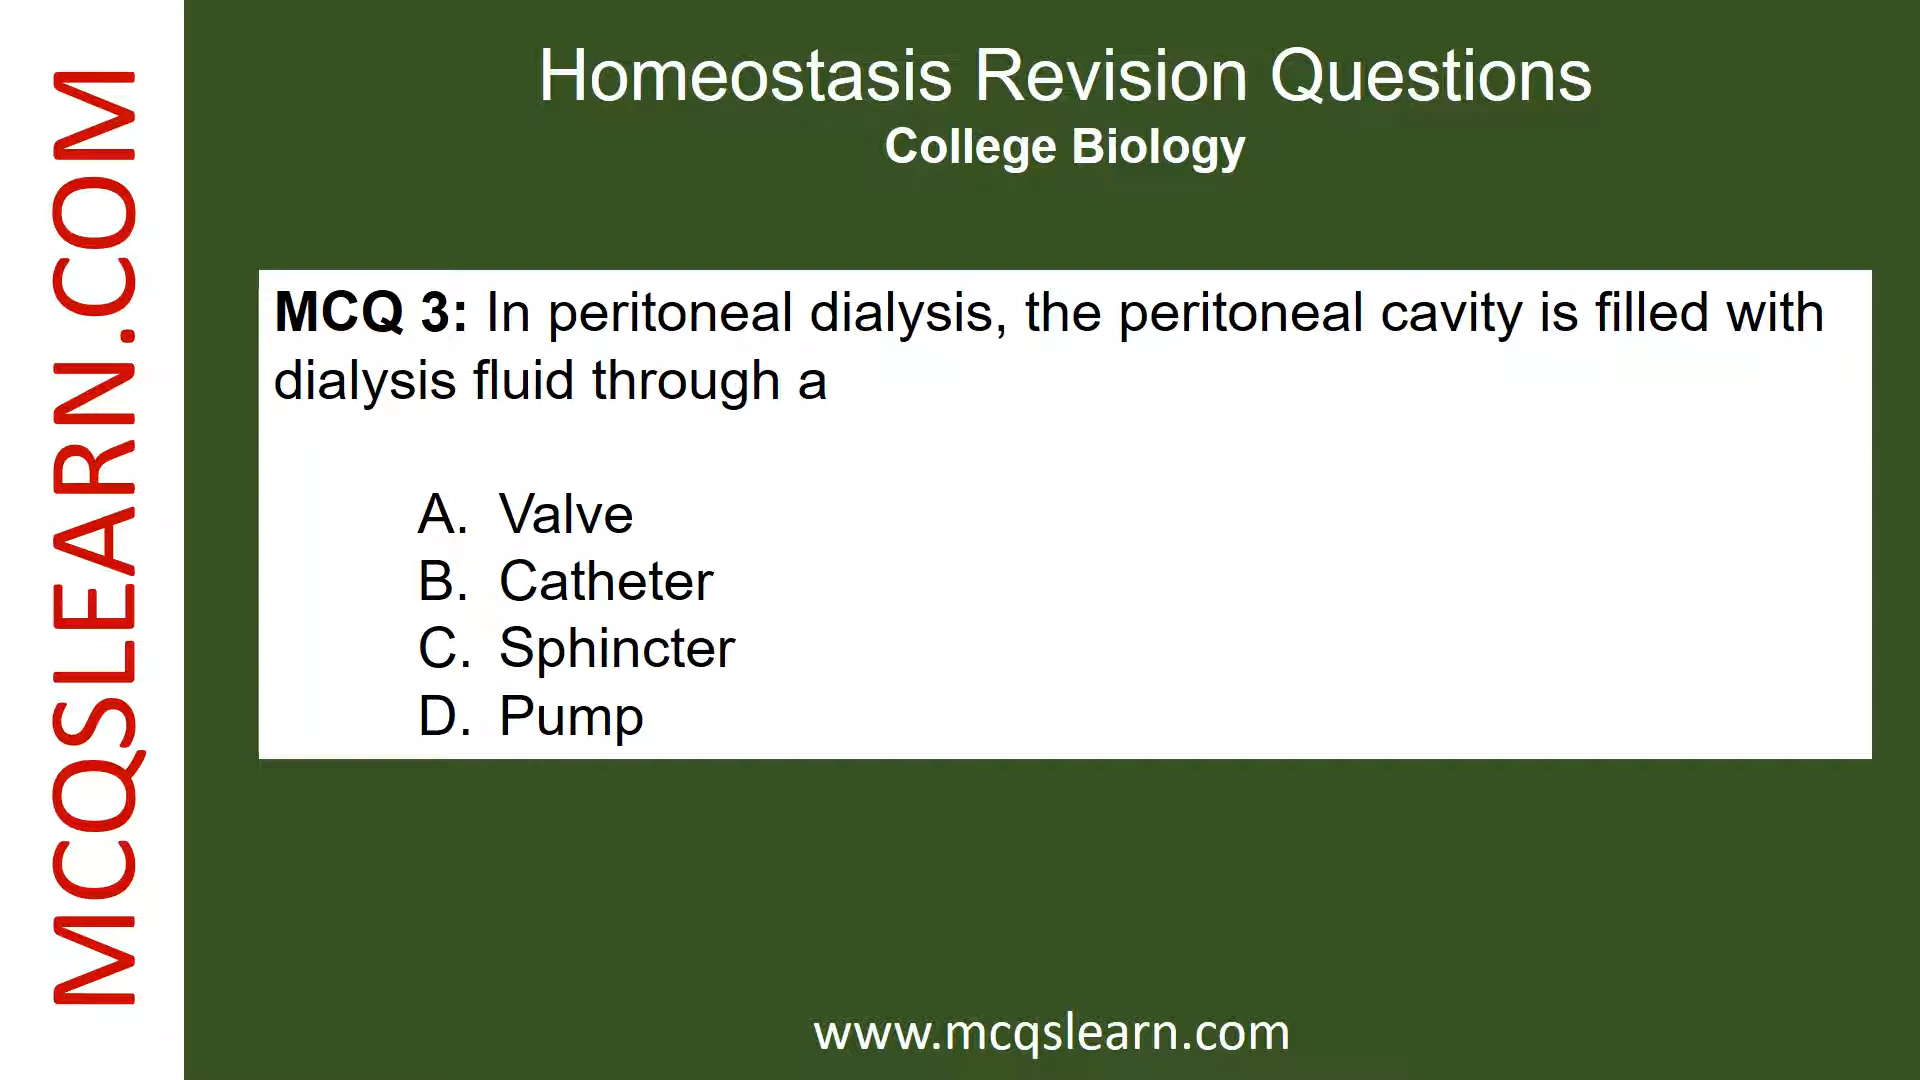 MCQSLEARN.COM
Homeostasis Revision Questions
College Biology
MCQ 3: In peritoneal dialysis, the peritoneal cavity is filled with
dialysis fluid through a
A. Valve
B. Catheter
C. Sphincter
D. Pump
www.mcqslearn.com